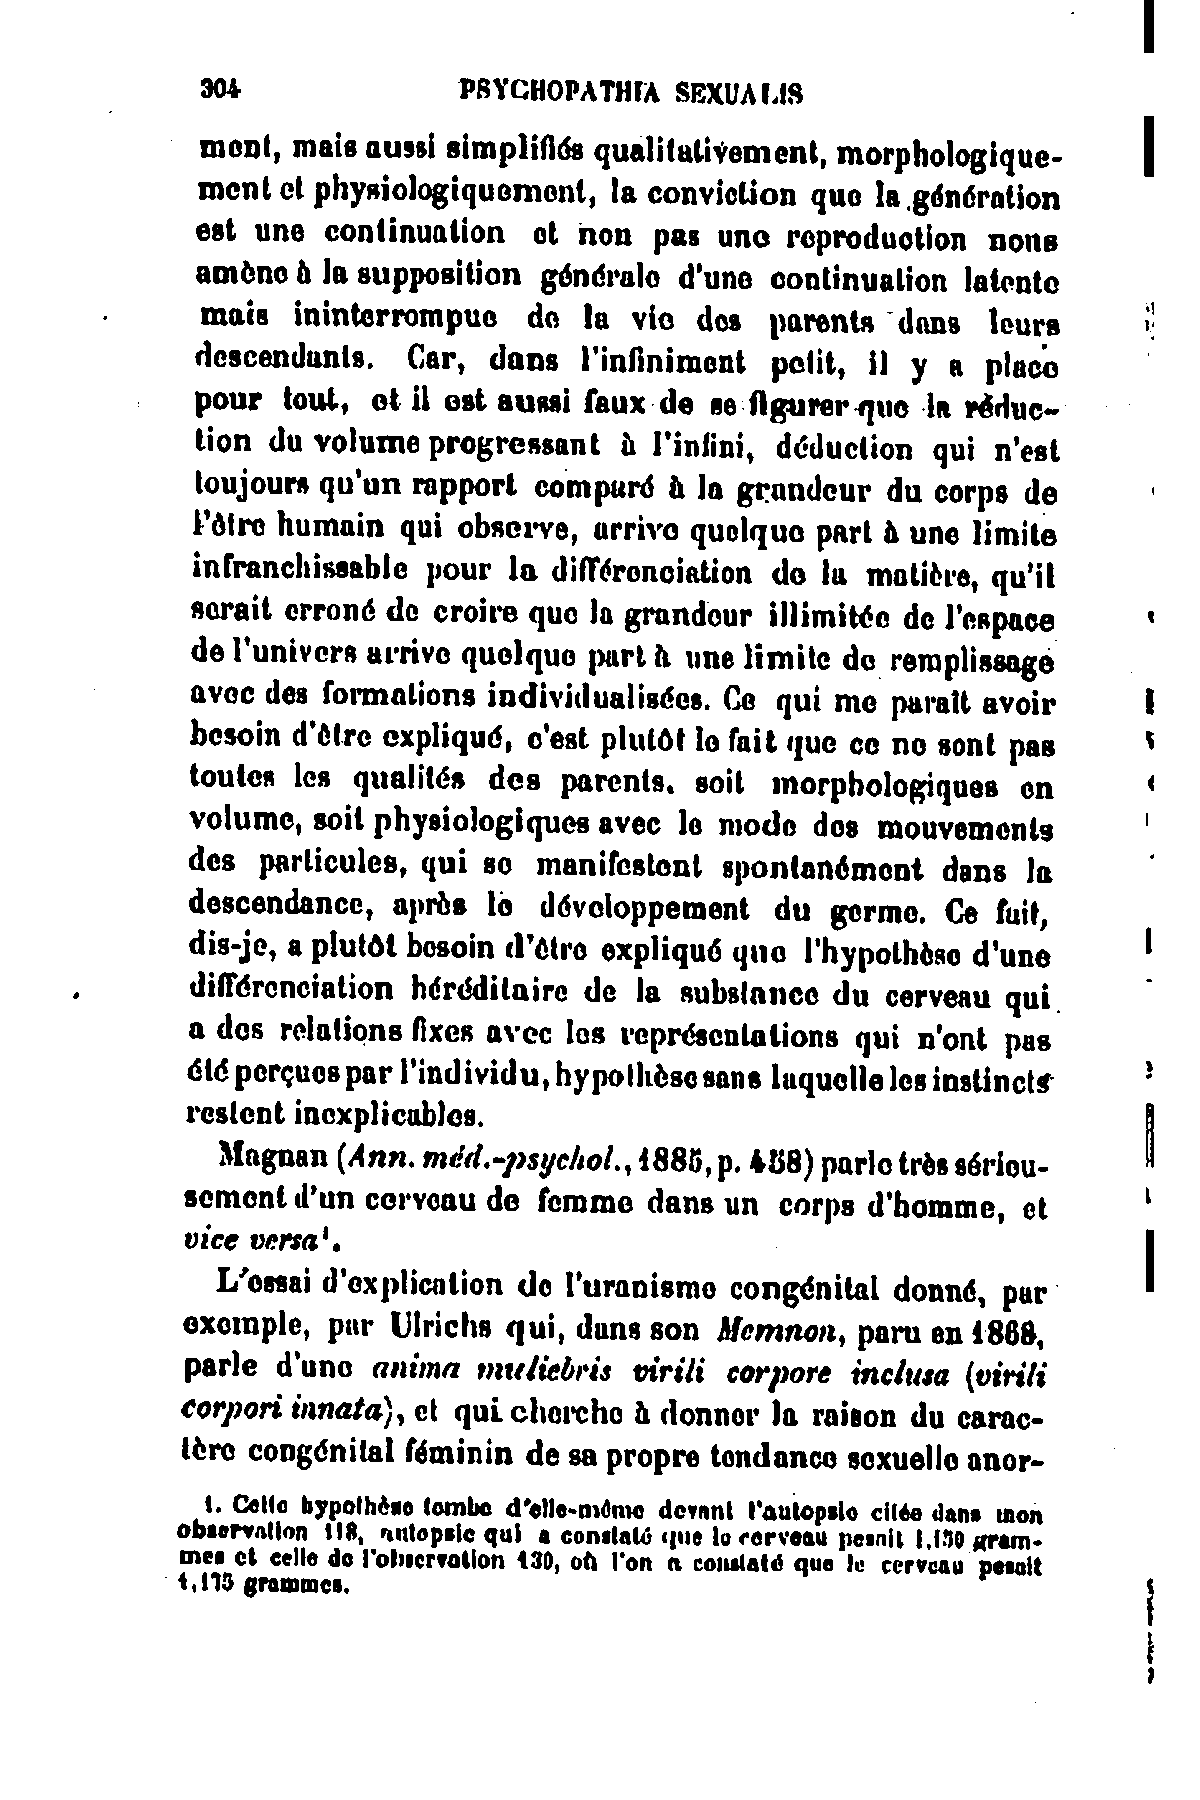 304 PSYCHOPATHIA SEXUALIS
ment, mais aussi simplifiés qualitativement, morphologique-
ment et physiologiquement, la conviction que la génération
est une continuation et non pas une reproduction nous
amène à la supposition générale d'une continuation latente
mais ininterrompue de la vie des parents dans leurs
descendants. Car, dans l'infiniment petit, il y a place
pour tout, et il est aussi faux de se figurer que la réduc-
tion du volume progressant à l'infini, déduction qui n'est
toujours qu'un rapport comparé à la grandeur du corps de
l'être humain qui observe, arrive quelque part à une limite
infranchissable pour la différenciation de la matière, qu'il
serait erroné de croire que la grandeur illimitée de l'espace
de l'univers arrive quelque part à une limite de remplissage
avec des formations individualisées. Ce qui me paraît avoir
besoin d'être expliqué, c'est plutôt le fait que ce ne sont pas
toutes les qualités des parents, soit morphologiques en
volume, soit physiologiques avec le mode des mouvements
des particules, qui se manifestent spontanément dans la
descendance, après le développement du germe. Ce fait,
dis-je, a plutôt besoin d'être expliqué que l'hypothèse d'une
différenciation héréditaire de la substance du cerveau qui
a des relations fixes avec les représentations qui n'ont pas
été perçues par l'individu, hypothèse sans laquelle les instincts
restent inexplicables.
Magnan (Ann. méd.-psychol., 1885, p. 458) parle très sérieu-
sement d'un cerveau de femme dans un corps d'homme, et
vice versa¹.
L'essai d'explication de l'uranisme congénital donné, par
exemple, par Ulrichs qui, dans son Memnon, paru en 1868,
parle d'une anima muliebris virili corpore inclusa (virili
corpori innata), et qui cherche à donner la raison du carac-
tère congénital féminin de sa propre tendance sexuelle anor-
1. Cette hypothèse tombe d'elle-même devant l'autopsie citée dans mon
observation 118, autopsie qui a constaté que le cerveau pesait 1,150 gram-
mes et celle de l'observation 130, où l'on a constaté que le cerveau pesait
1,175 grammes.